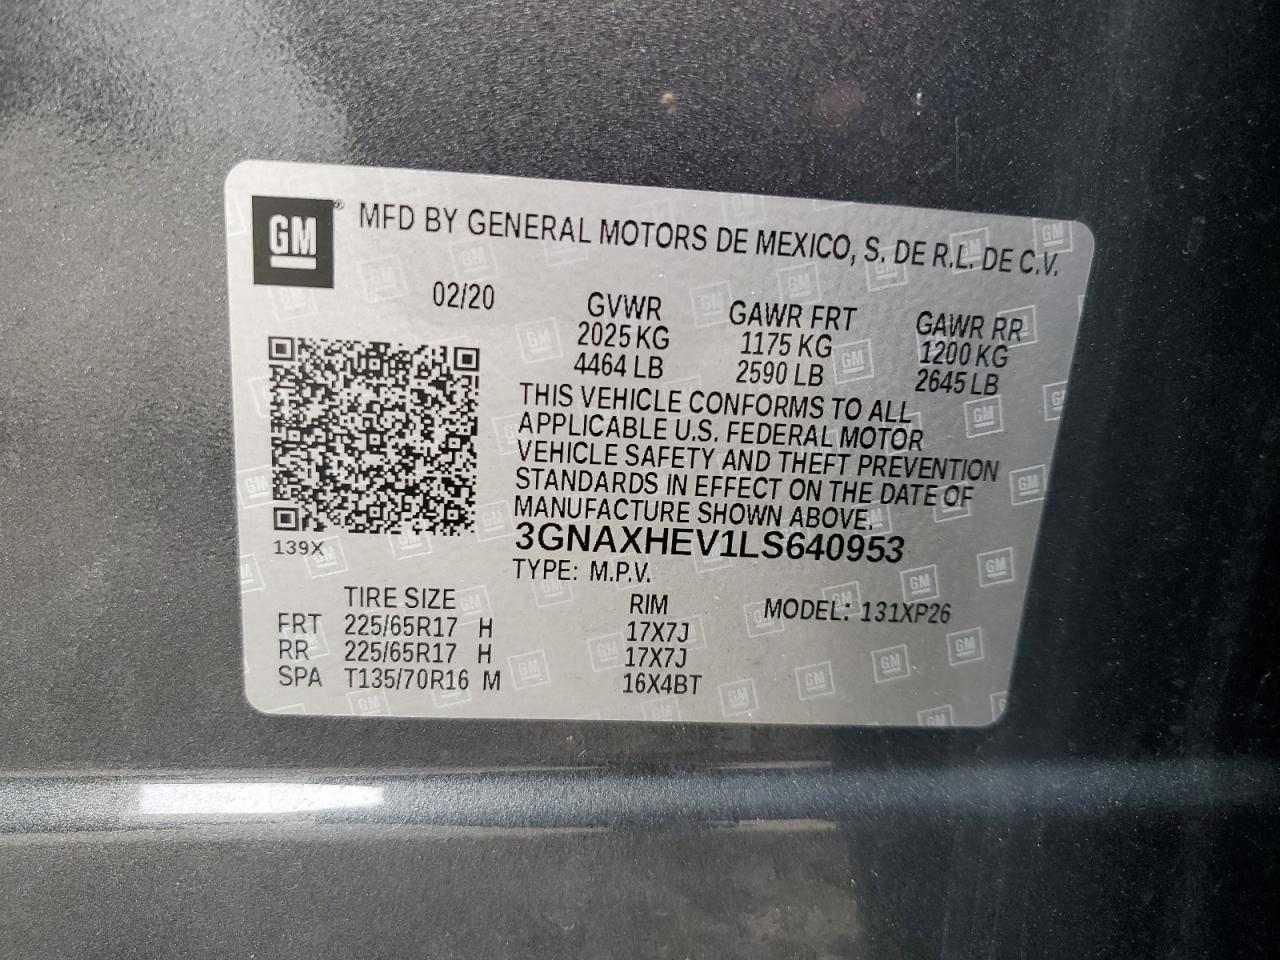 GM ® MFD BY GENERAL MOTORS DE MEXICO, S. DE R.L. DE C.V.
02/20 GVWR GAWR FRT GAWR RR
2025 KG 1175 KG 1200 KG
4464 LB 2590 LB 2645 LB
THIS VEHICLE CONFORMS TO ALL
APPLICABLE U.S. FEDERAL MOTOR
VEHICLE SAFETY AND THEFT PREVENTION
STANDARDS IN EFFECT ON THE DATE OF
MANUFACTURE SHOWN ABOVE.
139X
3GNAXHEV1LS640953
TYPE: M.P.V.
TIRE SIZE RIM MODEL: 131XP26
FRT 225/65R17 H 17X7J
RR 225/65R17 H 17X7J
SPA T135/70R16 M 16X4BT